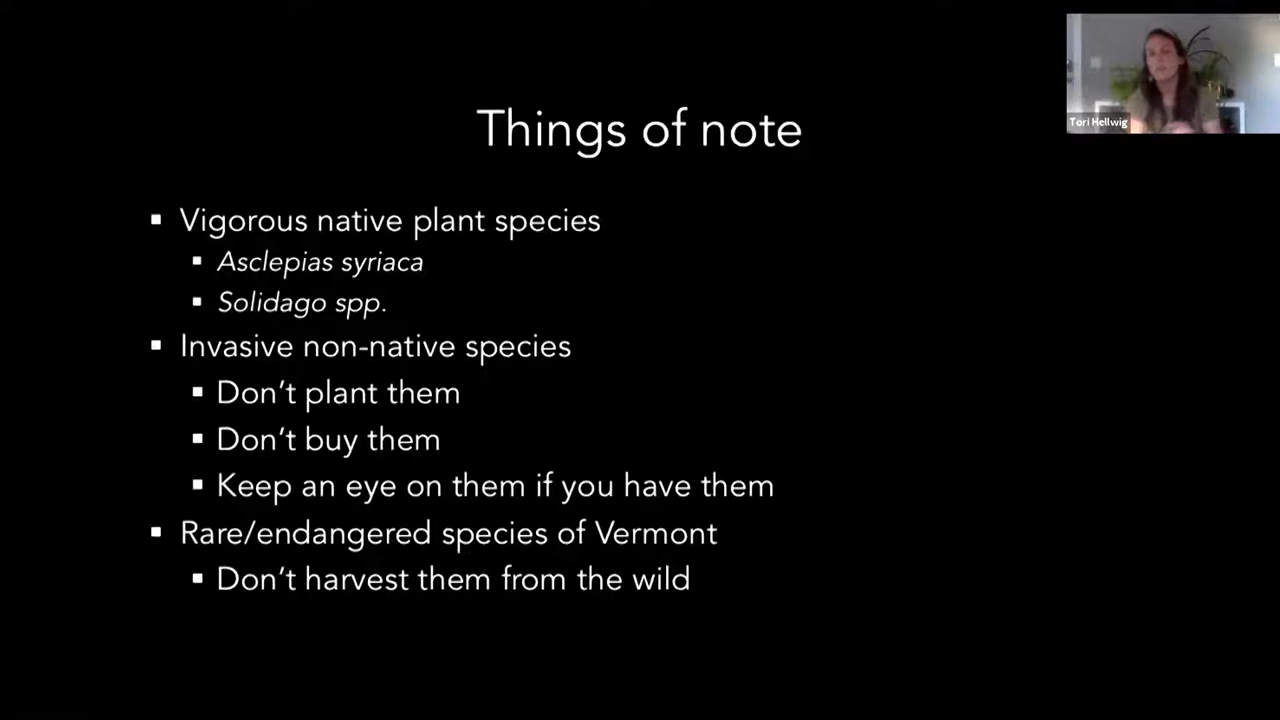 Tori Hellwig
Things of note
▪ Vigorous native plant species
▪ Asclepias syriaca
▪ Solidago spp.
▪ Invasive non-native species
▪ Don’t plant them
▪ Don’t buy them
▪ Keep an eye on them if you have them
▪ Rare/endangered species of Vermont
▪ Don’t harvest them from the wild